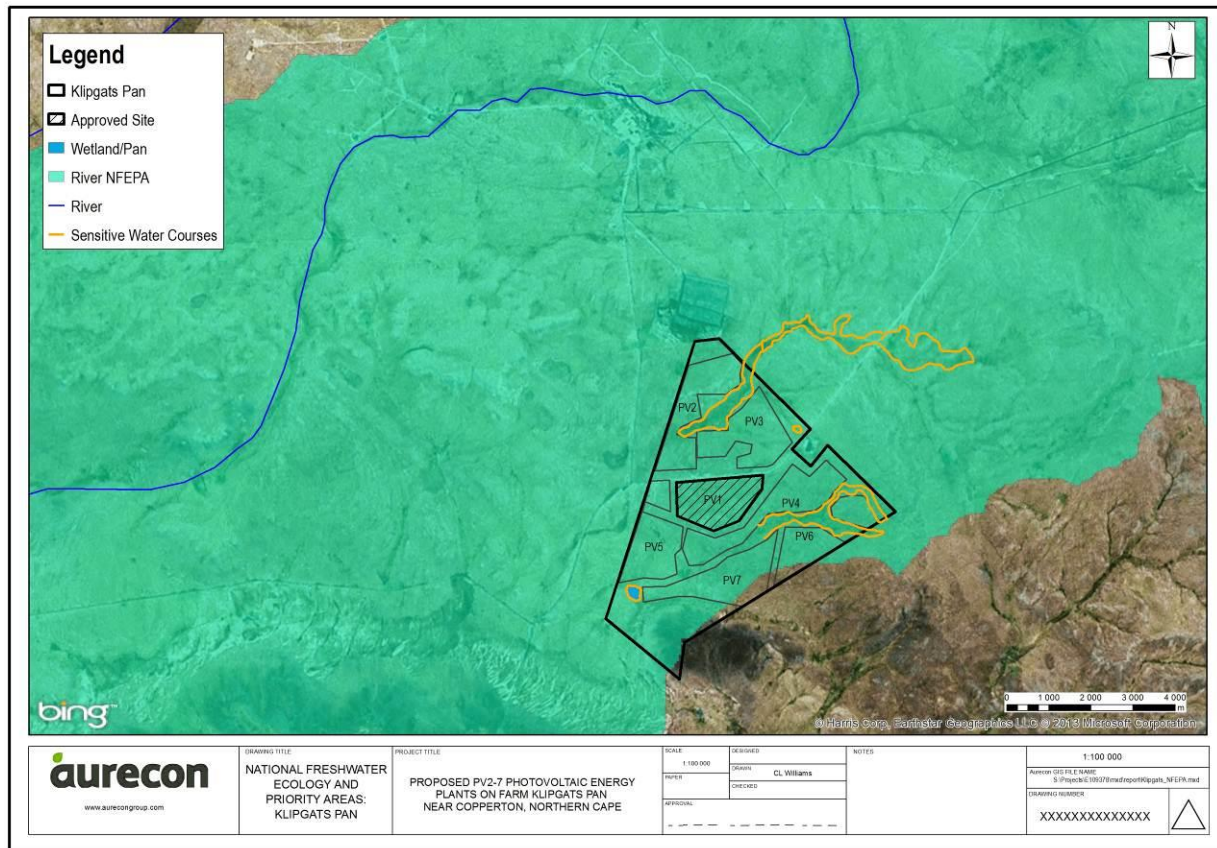 N
Legend
Klipgats Pan
Approved Site
Wetland/Pan
River NFEPA
River
Sensitive Water Courses
PV2
PV3
PV1
PV4
PV5
PV6
PV7
0 1 000 2 000 3 000 4 000
m
bing™
© Harris Corp, Earthstar Geographics LLC © 2013 Microsoft Corporation
aurecon
www.aurecongroup.com
DRAWING TITLE
NATIONAL FRESHWATER
ECOLOGY AND
PRIORITY AREAS:
KLIPGATS PAN
PROJECT TITLE
PROPOSED PV2-7 PHOTOVOLTAIC ENERGY
PLANTS ON FARM KLIPGATS PAN
NEAR COPPERTON, NORTHERN CAPE
SCALE
1:100 000
PAPER
APPROVAL
DESIGNED
DRAWN
CL Williams
CHECKED
NOTES
1:100 000
Aurecon GIS FILE NAME
DRAWING NUMBER
XXXXXXXXXXXXXX